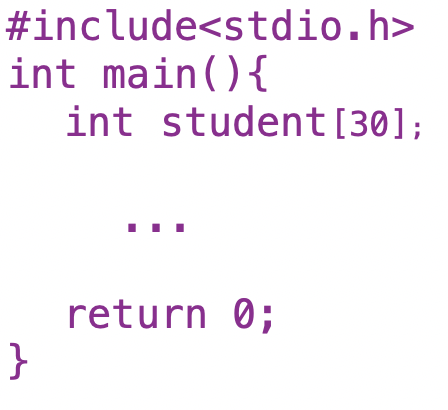 #include<stdio.h>
int main(){
int student[30];
...
return 0;
}